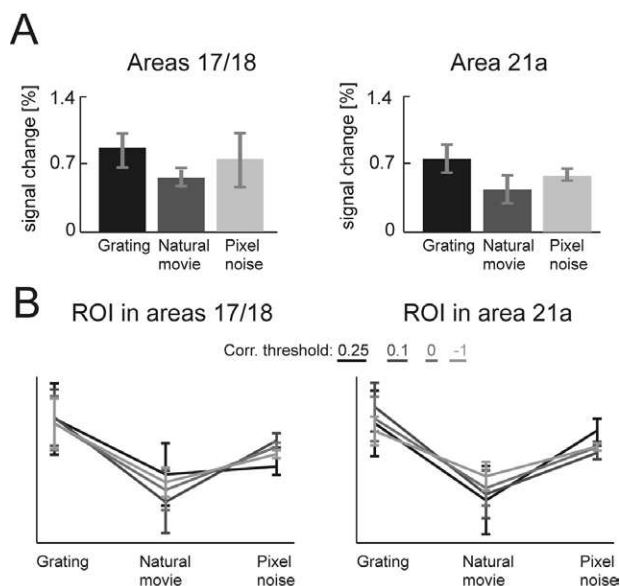 A
Areas 17/18
Area 21a
signal change [%]
1.4
0.7
0
Grating
Natural movie
Pixel noise
signal change [%]
1.4
0.7
0
Grating
Natural movie
Pixel noise
B
ROI in areas 17/18
ROI in area 21a
Corr. threshold: 0.25 0.1 0 -1
Grating
Natural movie
Pixel noise
Grating
Natural movie
Pixel noise